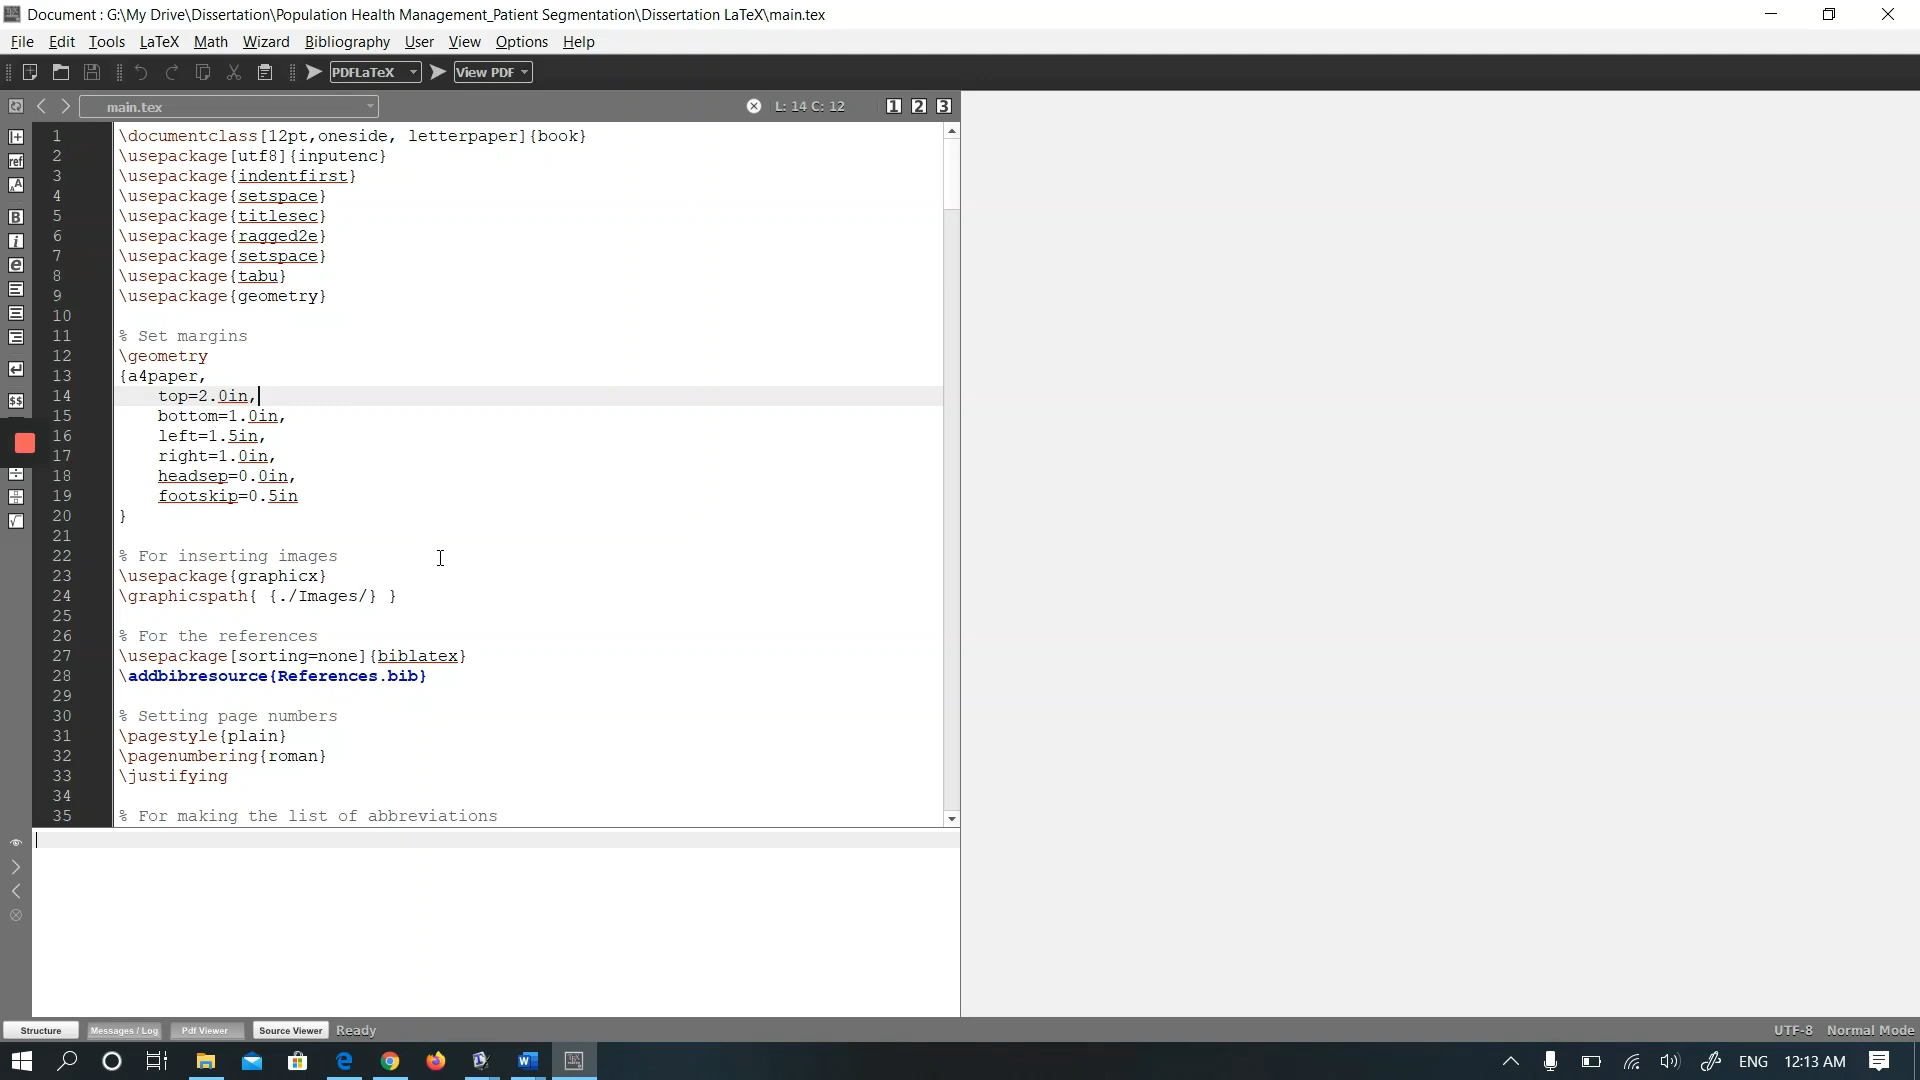 Document : G:\My Drive\Dissertation\Population Health Management_Patient Segmentation\Dissertation LaTeX\main.tex
File Edit Tools LaTeX Math Wizard Bibliography User View Options Help
PDFLaTeX View PDF
main.tex L: 14 C: 12 1 2 3
1 \documentclass[12pt,oneside, letterpaper]{book}
2 \usepackage[utf8]{inputenc}
3 \usepackage{indentfirst}
4 \usepackage{setspace}
5 \usepackage{titlesec}
6 \usepackage{ragged2e}
7 \usepackage{setspace}
8 \usepackage{tabu}
9 \usepackage{geometry}
10
11 % Set margins
12 \geometry
13 {a4paper,
14 top=2.0in,
15 bottom=1.0in,
16 left=1.5in,
17 right=1.0in,
18 headsep=0.0in,
19 footskip=0.5in
20 }
21
22 % For inserting images
23 \usepackage{graphicx}
24 \graphicspath{ {./Images/} }
25
26 % For the references
27 \usepackage[sorting=none]{biblatex}
28 \addbibresource{References.bib}
29
30 % Setting page numbers
31 \pagestyle{plain}
32 \pagenumbering{roman}
33 \justifying
34
35 % For making the list of abbreviations
Structure Messages / Log Pdf Viewer Source Viewer Ready UTF-8 Normal Mode
ENG 12:13 AM